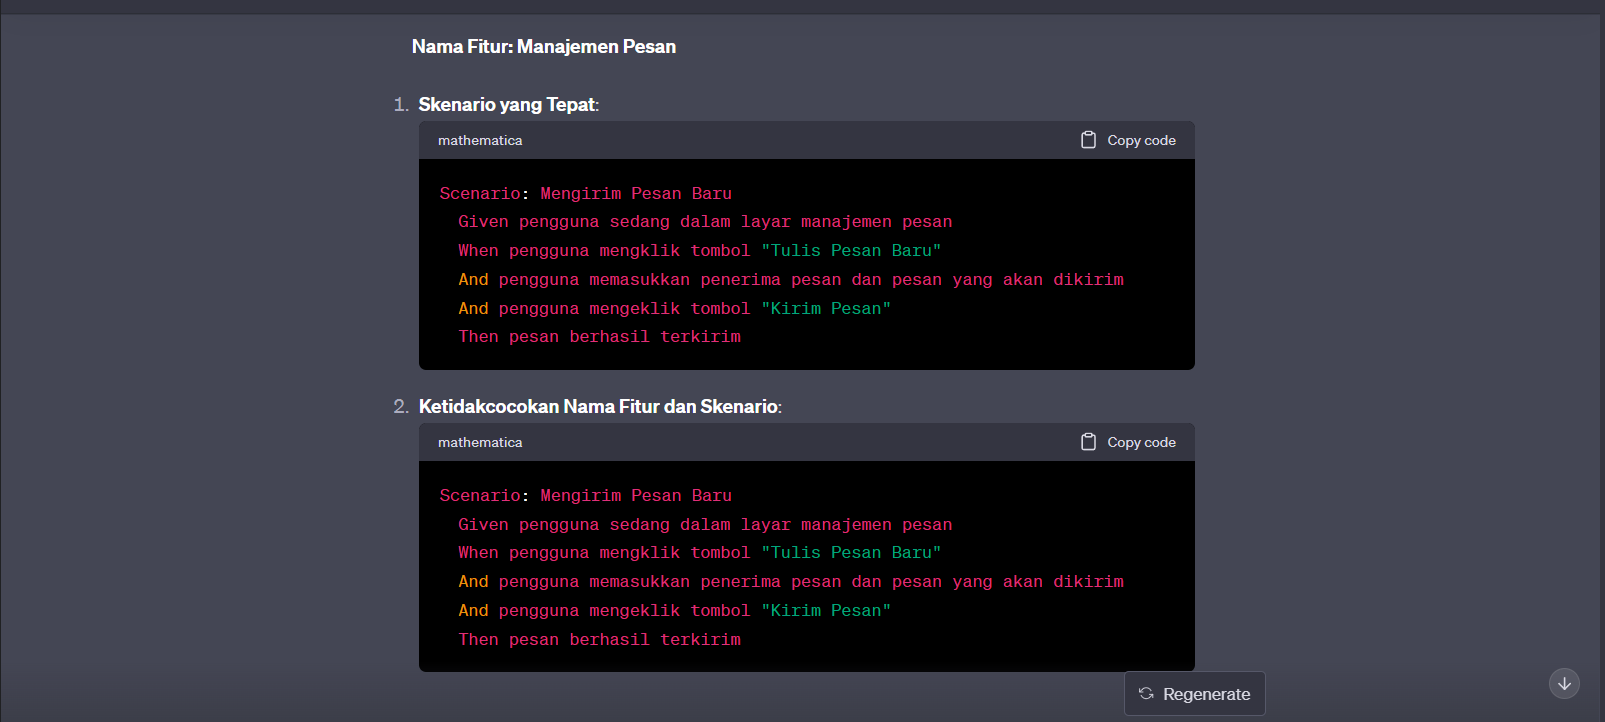 Nama Fitur: Manajemen Pesan
1. Skenario yang Tepat:
mathematica Copy code
Scenario: Mengirim Pesan Baru
Given pengguna sedang dalam layar manajemen pesan
When pengguna mengklik tombol "Tulis Pesan Baru"
And pengguna memasukkan penerima pesan dan pesan yang akan dikirim
And pengguna mengeklik tombol "Kirim Pesan"
Then pesan berhasil terkirim
2. Ketidakcocokan Nama Fitur dan Skenario:
mathematica Copy code
Scenario: Mengirim Pesan Baru
Given pengguna sedang dalam layar manajemen pesan
When pengguna mengklik tombol "Tulis Pesan Baru"
And pengguna memasukkan penerima pesan dan pesan yang akan dikirim
And pengguna mengeklik tombol "Kirim Pesan"
Then pesan berhasil terkirim
Regenerate